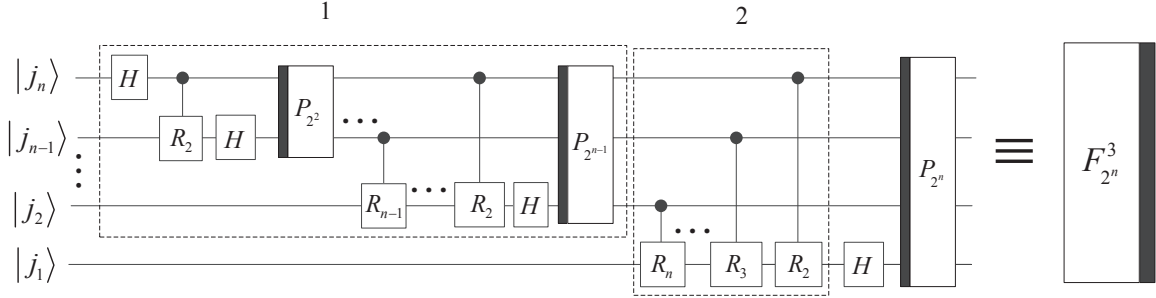 1
2
|j_n⟩ H P_{2^2} ... P_{2^{n-1}} P_{2^n} ≡ F^3_{2^n}
|j_{n-1}⟩ R_2 H
⋮
|j_2⟩ R_{n-1} ... R_2 H ...
|j_1⟩ R_n R_3 R_2 H